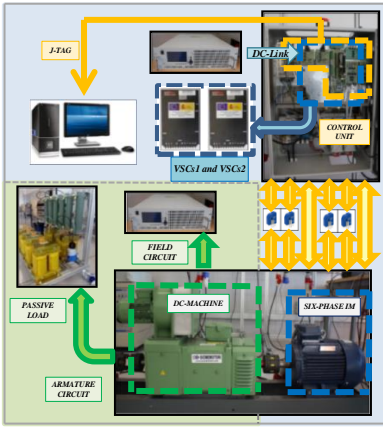 J-TAG
DC-Link
CONTROL
UNIT
VSCs1 and VSCs2
FIELD
CIRCUIT
PASSIVE
LOAD
DC-MACHINE
SIX-PHASE IM
ARMATURE
CIRCUIT